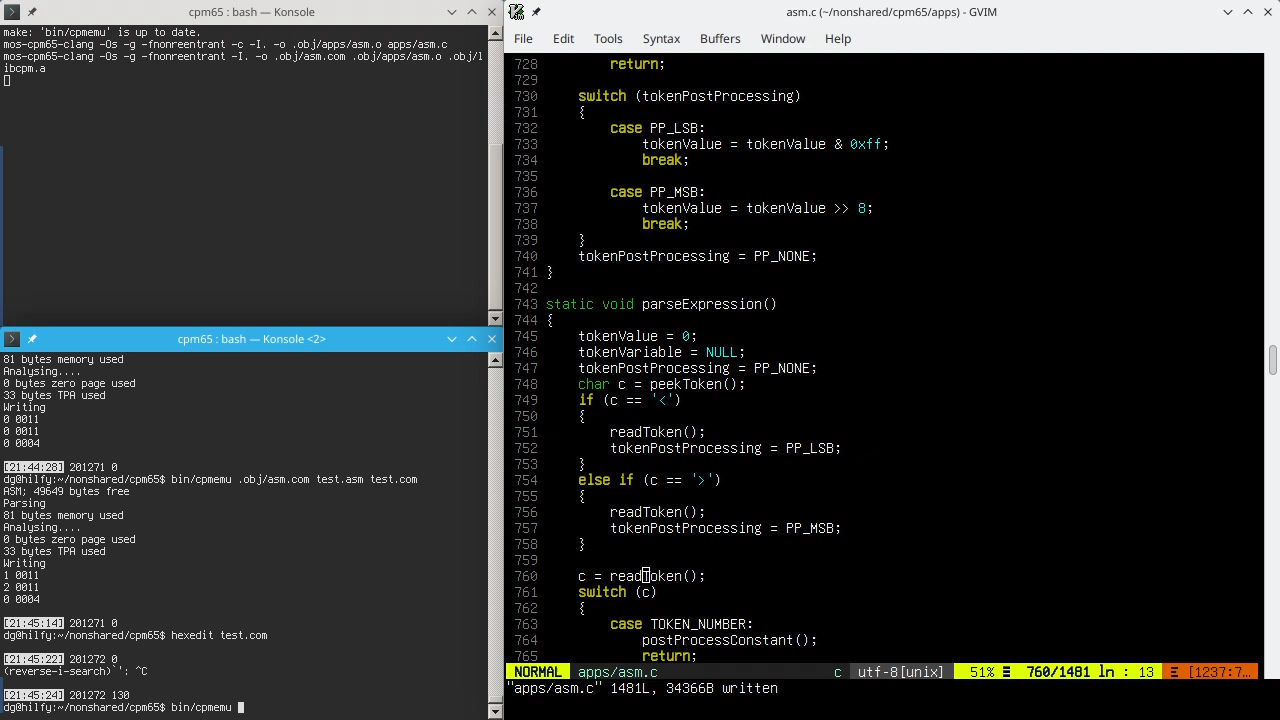 cpm65 : bash — Konsole
make: 'bin/cpmemu' is up to date.
mos-cpm65-clang -Os -g -fnonreentrant -c -I. -o .obj/apps/asm.o apps/asm.c
mos-cpm65-clang -Os -g -fnonreentrant -I. -o .obj/asm.com .obj/apps/asm.o .obj/l
ibcpm.a
cpm65 : bash — Konsole <2>
81 bytes memory used
Analysing....
0 bytes zero page used
33 bytes TPA used
Writing
0 0011
0 0011
0 0004
[21:44:28] 201271 0
dg@hilfy:~/nonshared/cpm65$ bin/cpmemu .obj/asm.com test.asm test.com
ASM; 49649 bytes free
Parsing
81 bytes memory used
Analysing....
0 bytes zero page used
33 bytes TPA used
Writing
1 0011
2 0011
0 0004
[21:45:14] 201271 0
dg@hilfy:~/nonshared/cpm65$ hexedit test.com
[21:45:22] 201272 0
(reverse-i-search)`': ^C
[21:45:24] 201272 130
dg@hilfy:~/nonshared/cpm65$ bin/cpmemu
asm.c (~/nonshared/cpm65/apps) - GVIM
File Edit Tools Syntax Buffers Window Help
728 return;
729
730 switch (tokenPostProcessing)
731 {
732 case PP_LSB:
733 tokenValue = tokenValue & 0xff;
734 break;
735
736 case PP_MSB:
737 tokenValue = tokenValue >> 8;
738 break;
739 }
740 tokenPostProcessing = PP_NONE;
741 }
742
743 static void parseExpression()
744 {
745 tokenValue = 0;
746 tokenVariable = NULL;
747 tokenPostProcessing = PP_NONE;
748 char c = peekToken();
749 if (c == '<')
750 {
751 readToken();
752 tokenPostProcessing = PP_LSB;
753 }
754 else if (c == '>')
755 {
756 readToken();
757 tokenPostProcessing = PP_MSB;
758 }
759
760 c = readToken();
761 switch (c)
762 {
763 case TOKEN_NUMBER:
764 postProcessConstant();
765 return;
NORMAL apps/asm.c c utf-8[unix] 51% ☰ 760/1481 ln : 13 Ξ [1237:7…
"apps/asm.c" 1481L, 34366B written